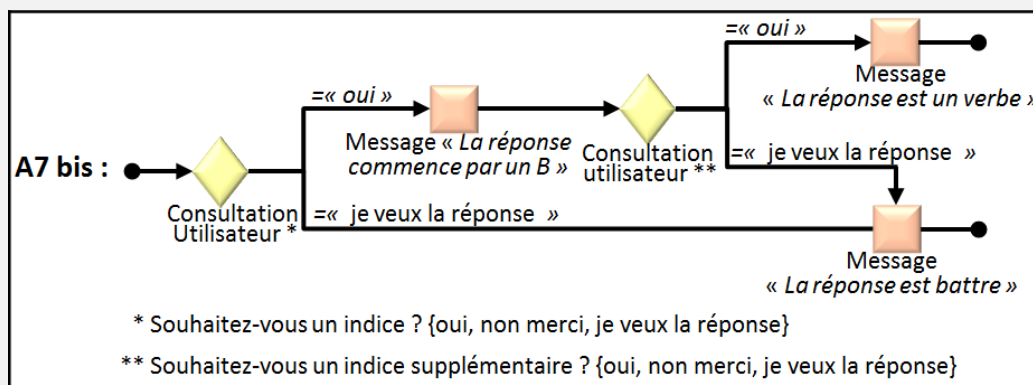 =« oui »
Message
« La réponse est un verbe »
=« oui »
Message « La réponse
commence par un B »
Consultation
utilisateur **
=« je veux la réponse »
A7 bis :
Consultation
Utilisateur *
=« je veux la réponse »
Message
« La réponse est battre »
* Souhaitez-vous un indice ? {oui, non merci, je veux la réponse}
** Souhaitez-vous un indice supplémentaire ? {oui, non merci, je veux la réponse}